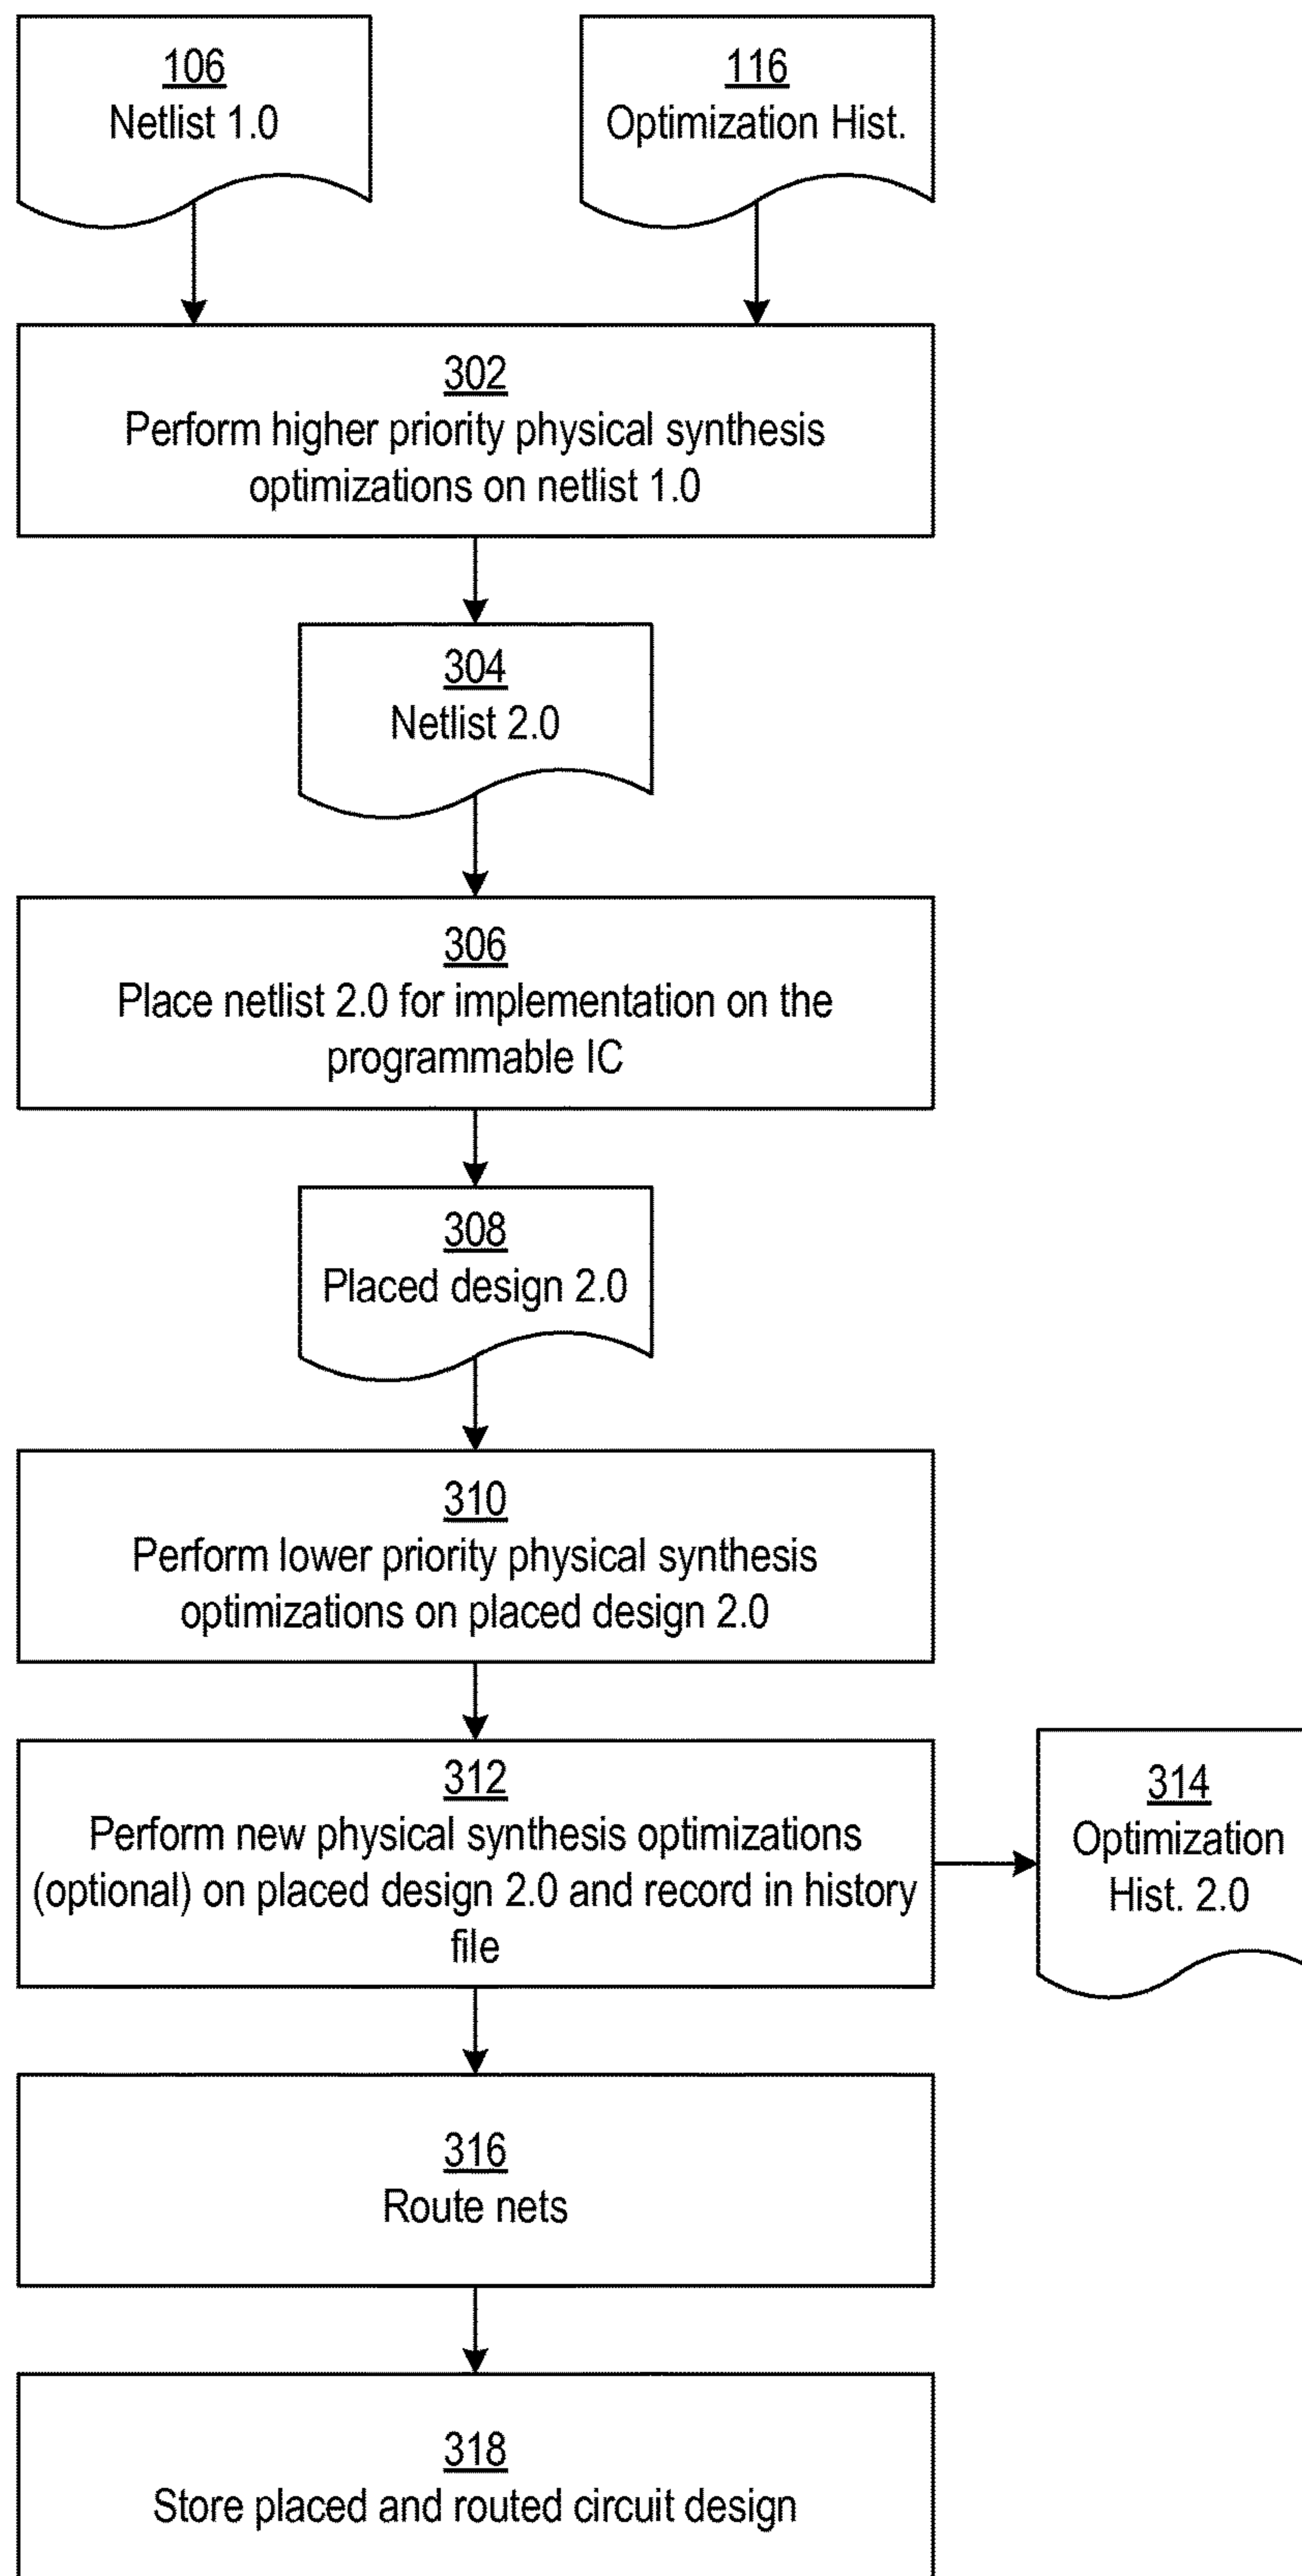 106
Netlist 1.0
116
Optimization Hist.
302
Perform higher priority physical synthesis
optimizations on netlist 1.0
304
Netlist 2.0
306
Place netlist 2.0 for implementation on the
programmable IC
308
Placed design 2.0
310
Perform lower priority physical synthesis
optimizations on placed design 2.0
312
Perform new physical synthesis optimizations
(optional) on placed design 2.0 and record in history
file
314
Optimization
Hist. 2.0
316
Route nets
318
Store placed and routed circuit design